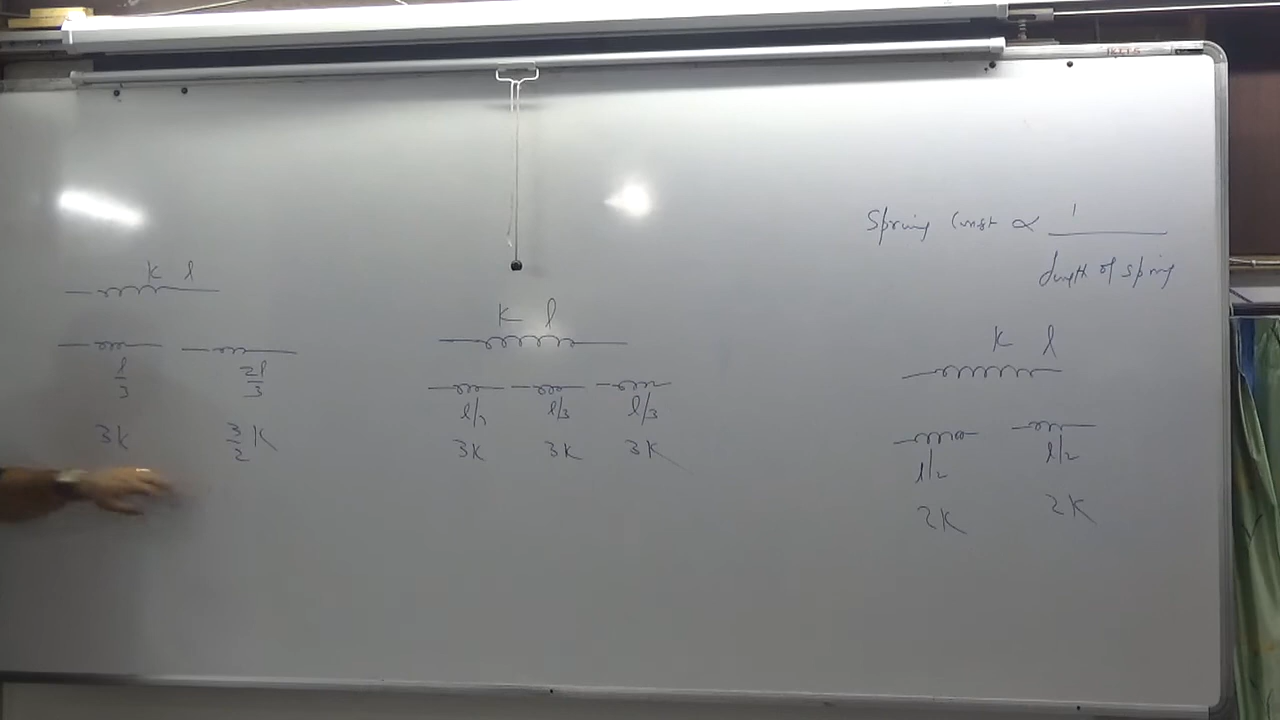 Spring Const ∝ 1 / length of spring
K l
l/3 2l/3
3K 3/2 K
K l
l/3 l/3 l/3
3K 3K 3K
K l
l/2 l/2
2K 2K